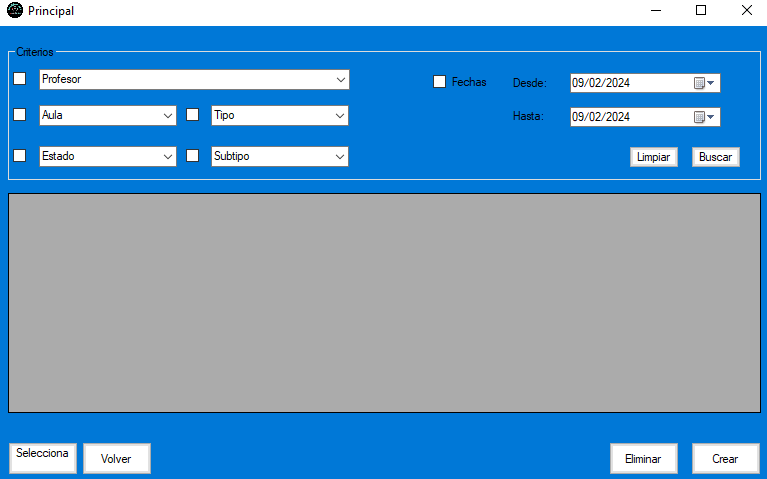 Principal
Criterios
Profesor
Fechas Desde: 09/02/2024
Aula Tipo
Hasta: 09/02/2024
Estado Subtipo
Limpiar Buscar
Selecciona Volver Eliminar Crear